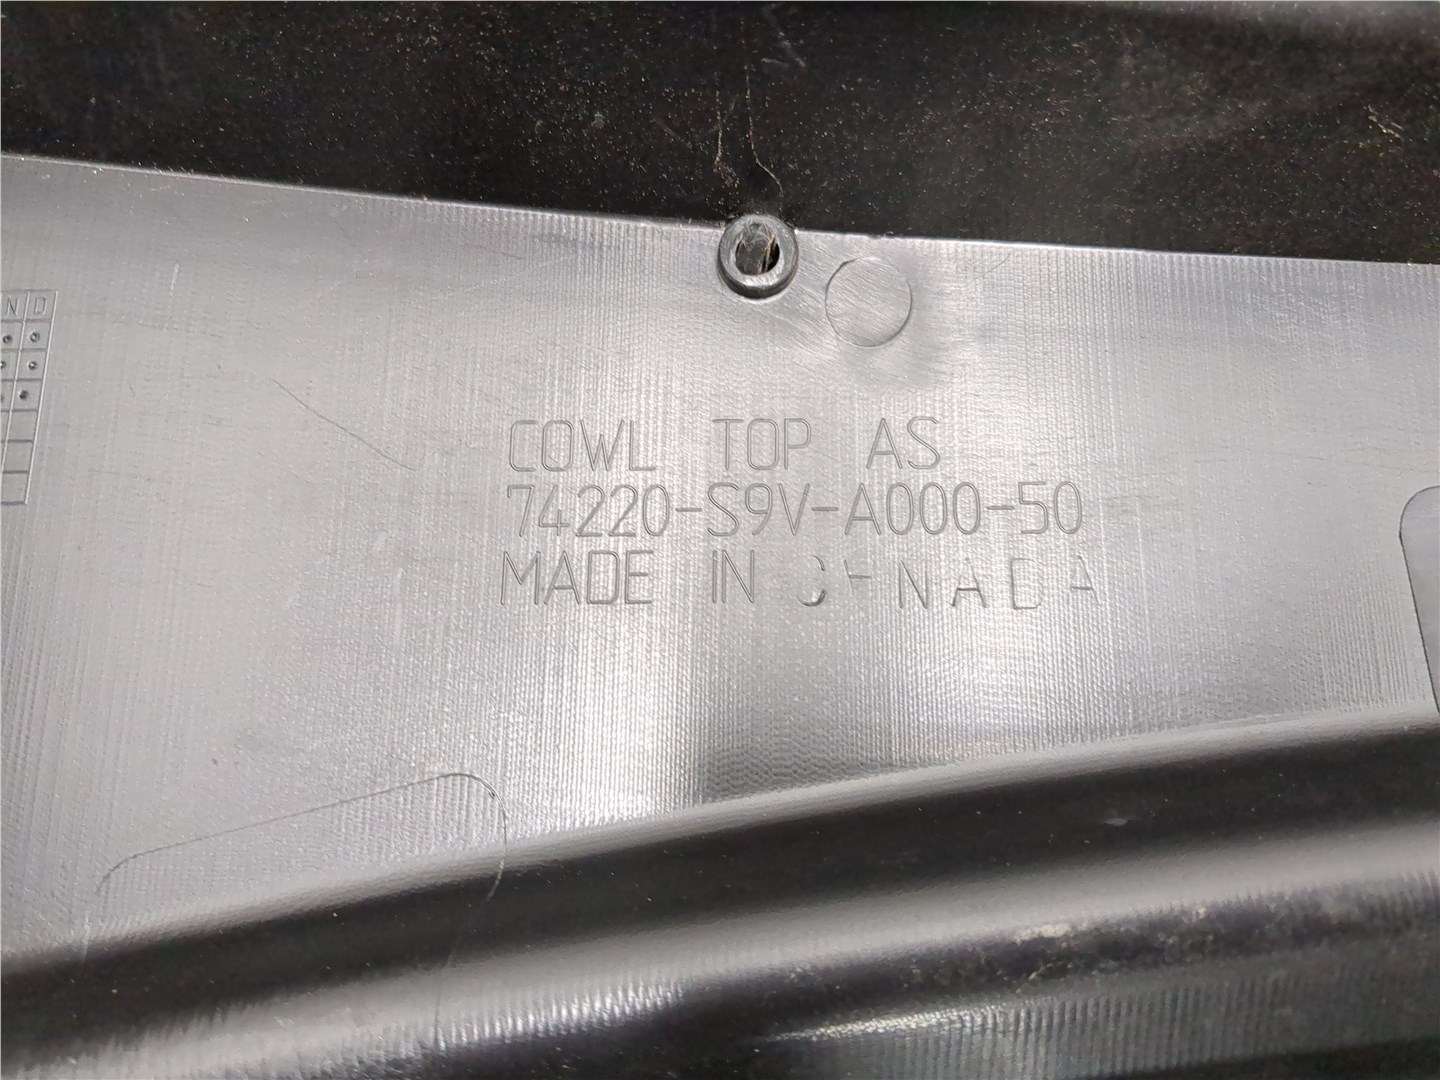 N D
COWL TOP AS
74220-S9V-A000-50
MADE IN CANADA